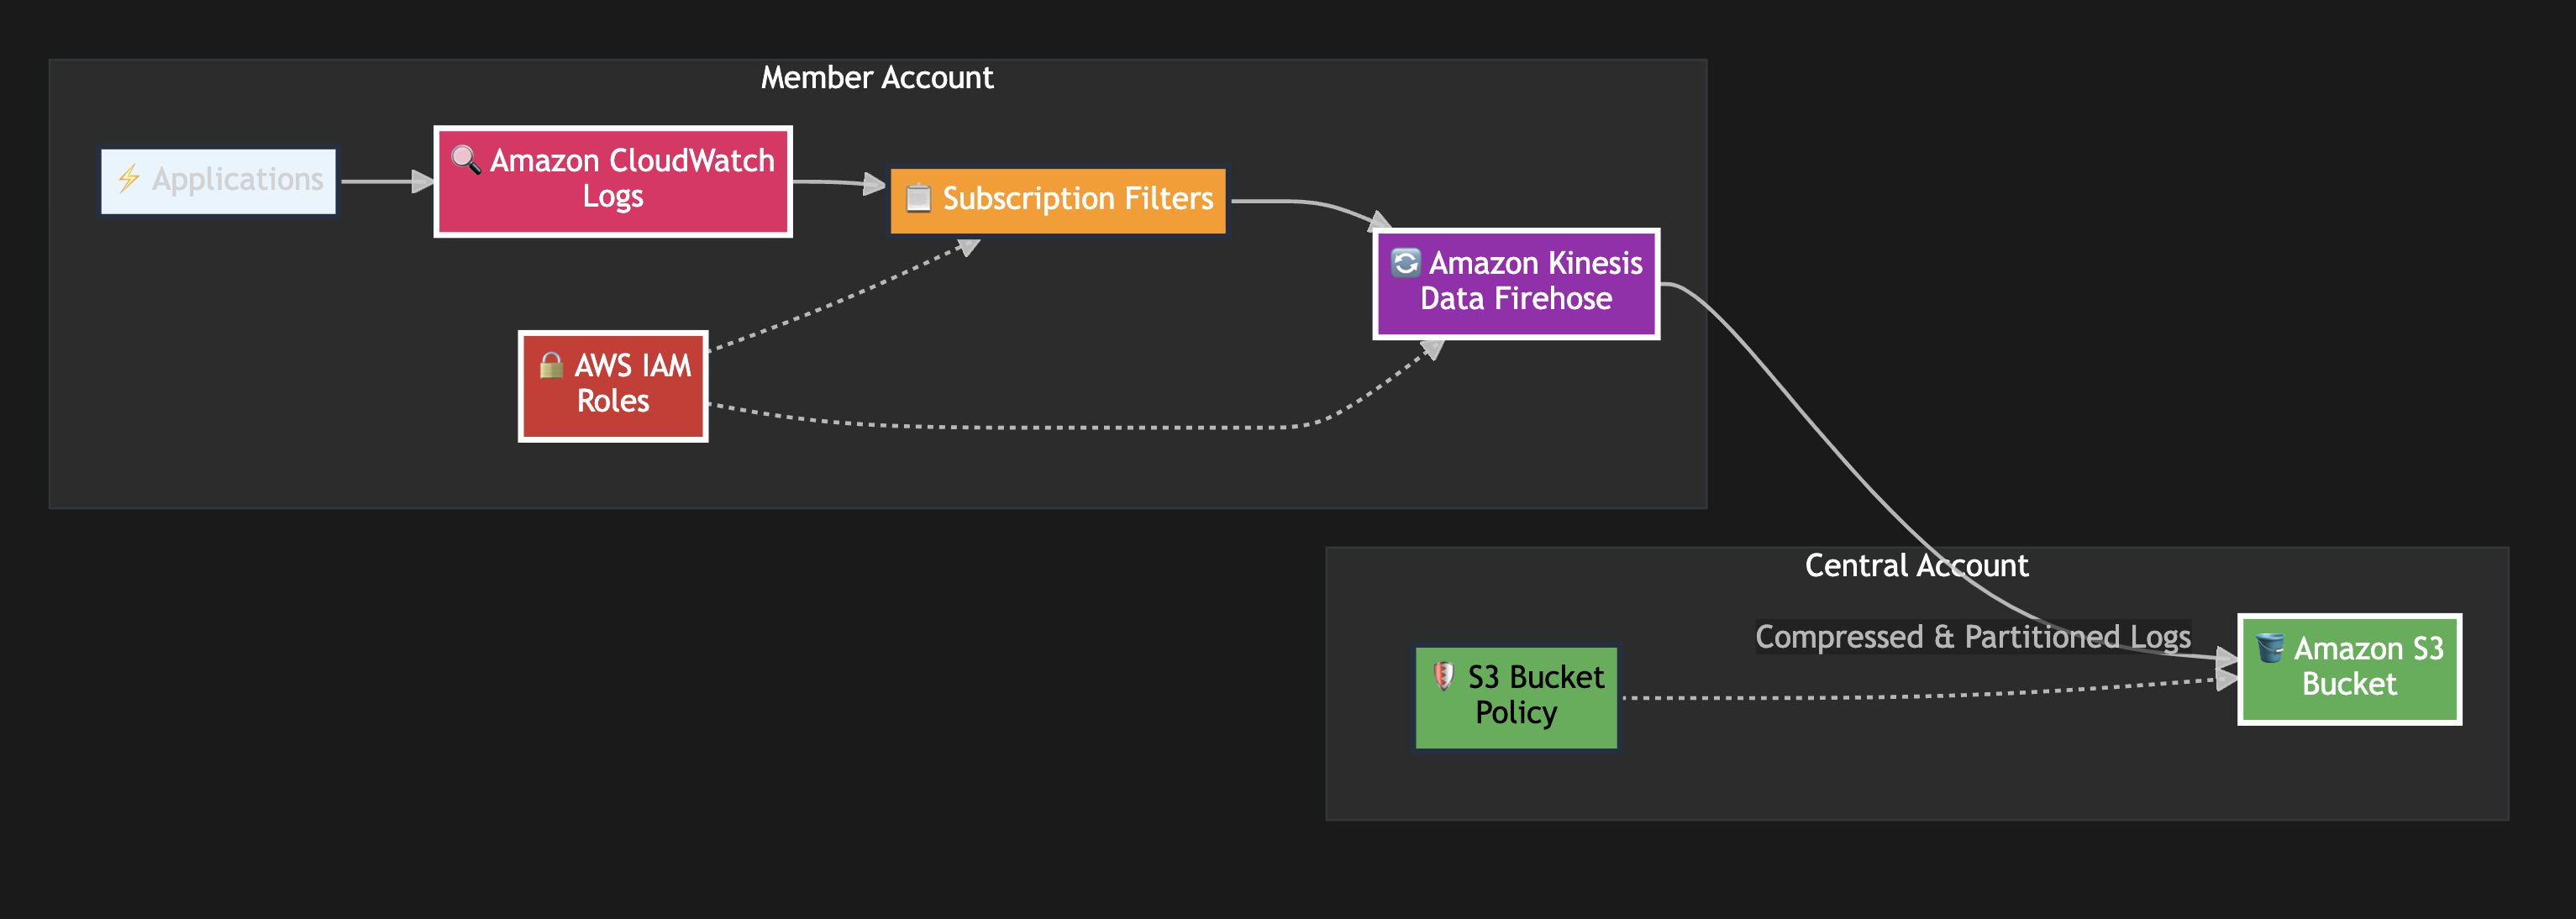 Member Account
Applications
Amazon CloudWatch
Logs
Subscription Filters
Amazon Kinesis
Data Firehose
AWS IAM
Roles
Central Account
Compressed & Partitioned Logs
S3 Bucket
Policy
Amazon S3
Bucket